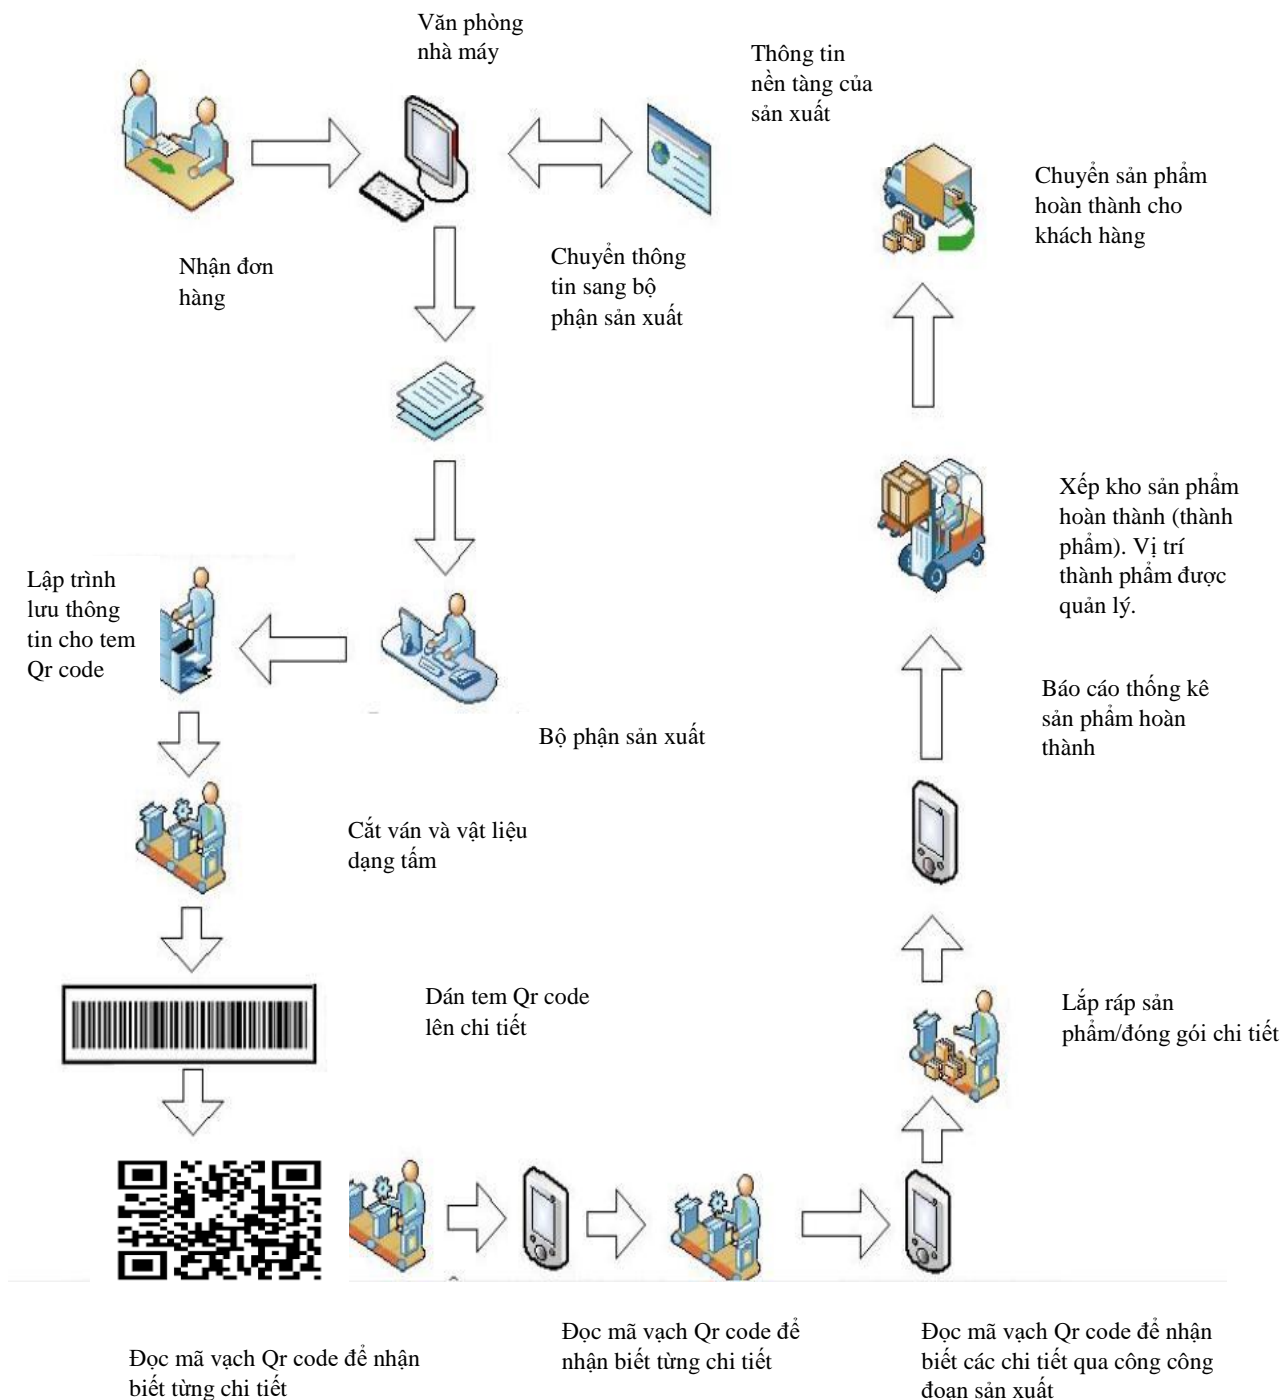 Văn phòng
nhà máy
Thông tin
nền tàng của
sản xuất
Chuyển sản phẩm
hoàn thành cho
khách hàng
Nhận đơn
hàng
Chuyển thông
tin sang bộ
phận sản xuất
Xếp kho sản phẩm
hoàn thành (thành
phẩm). Vị trí
thành phẩm được
quản lý.
Lập trình
lưu thông
tin cho tem
Qr code
Báo cáo thống kê
sản phẩm hoàn
thành
Bộ phận sản xuất
Cắt ván và vật liệu
dạng tấm
Dán tem Qr code
lên chi tiết
Lắp ráp sản
phẩm/đóng gói chi tiết
Đọc mã vạch Qr code để nhận
biết từng chi tiết
Đọc mã vạch Qr code để
nhận biết từng chi tiết
Đọc mã vạch Qr code để nhận
biết các chi tiết qua công công
đoạn sản xuất